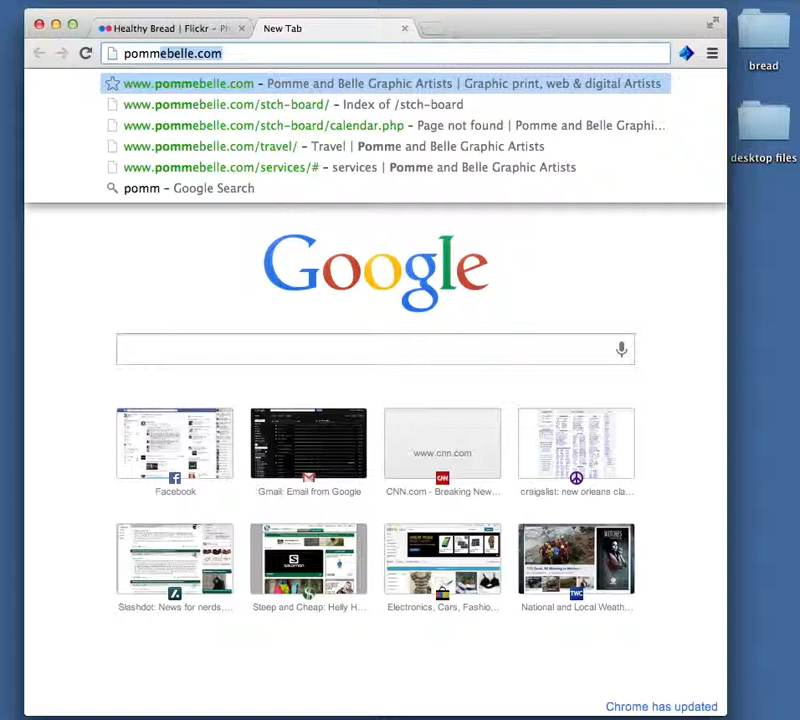 Healthy Bread | Flickr – Ph
New Tab
pommebelle.com
www.pommebelle.com – Pomme and Belle Graphic Artists | Graphic print, web & digital Artists
www.pommebelle.com/stch-board/ – Index of /stch-board
www.pommebelle.com/stch-board/calendar.php – Page not found | Pomme and Belle Graphi...
www.pommebelle.com/travel/ – Travel | Pomme and Belle Graphic Artists
www.pommebelle.com/services/# – services | Pomme and Belle Graphic Artists
pomm – Google Search
bread
desktop files
Google
www.cnn.com
CNN
SALOMON
Facebook
Gmail: Email from Google
CNN.com - Breaking New...
craigslist: new orleans cla...
TWC
Slashdot: News for nerds,...
Steep and Cheap: Helly H...
Electronics, Cars, Fashio...
National and Local Weath...
Chrome has updated